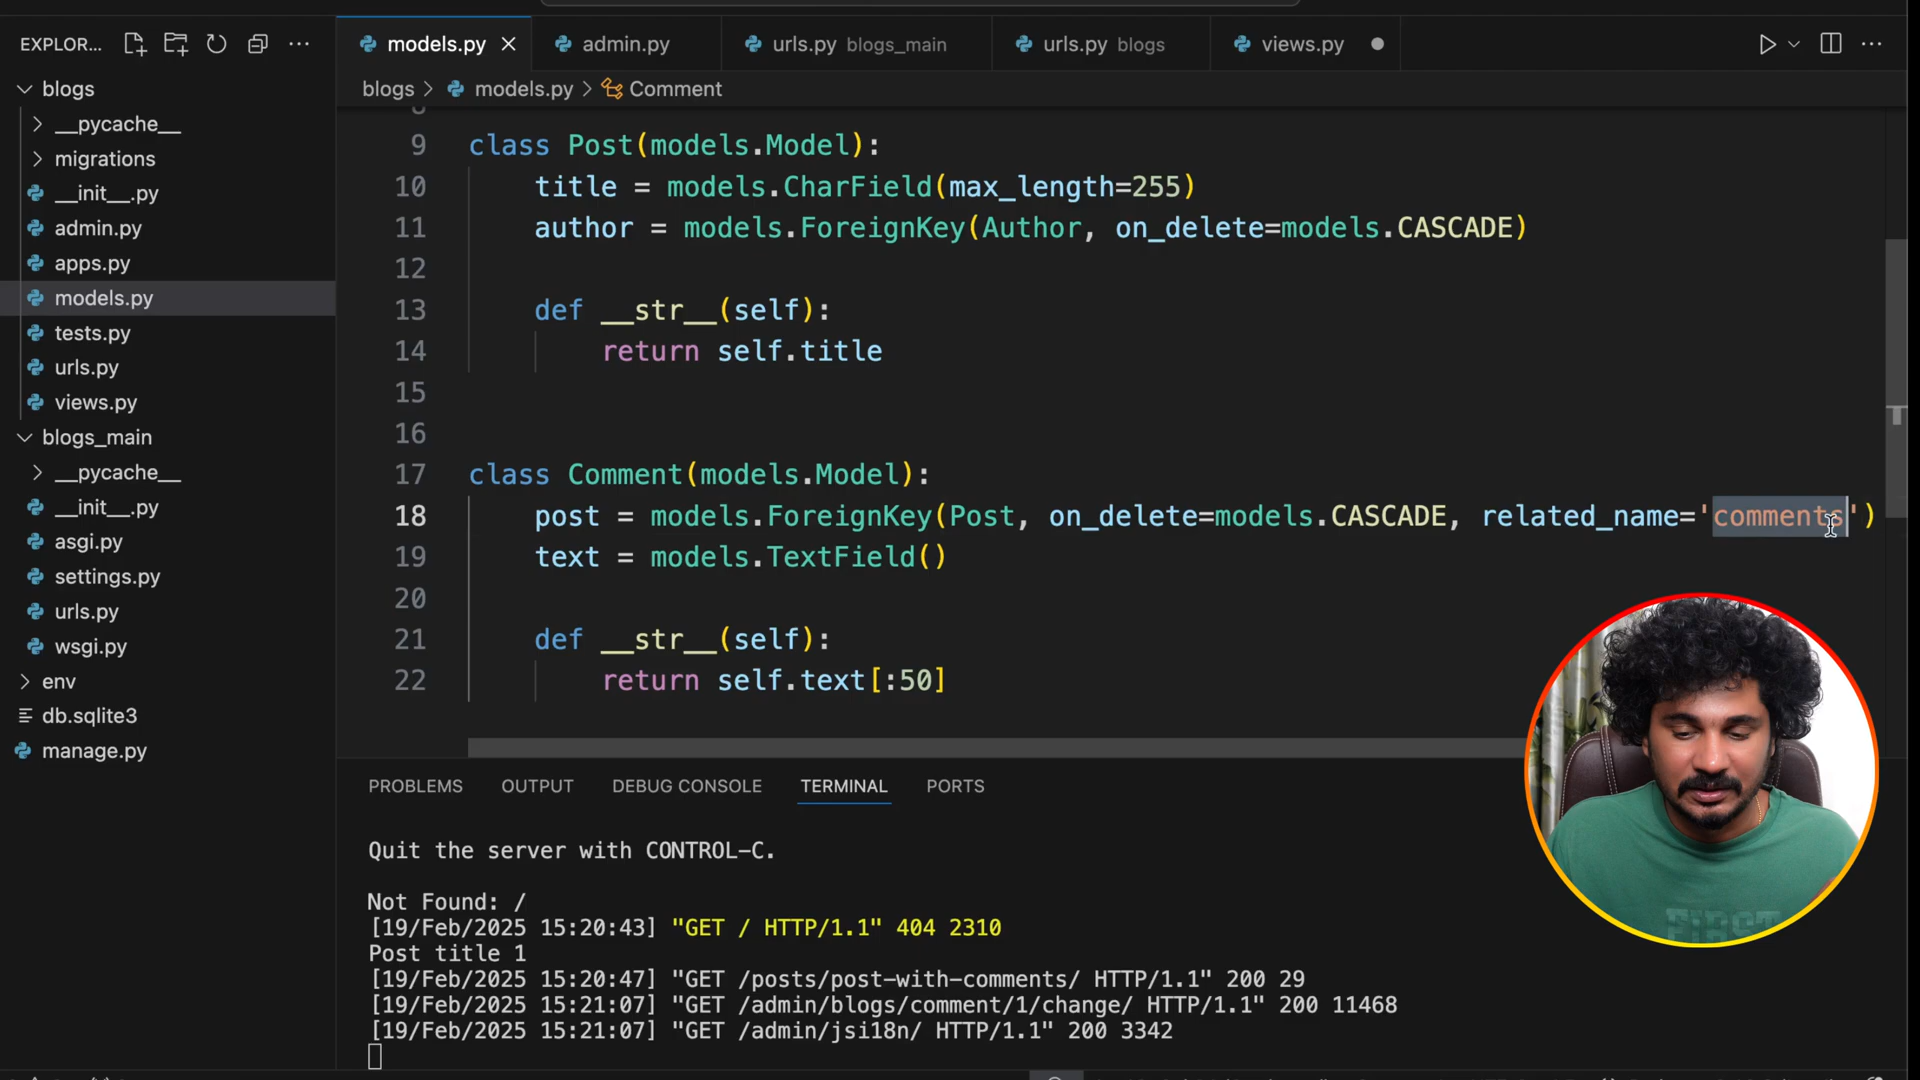 EXPLOR...
models.py
admin.py
urls.py blogs_main
urls.py blogs
views.py
blogs > models.py > Comment
blogs
__pycache__
migrations
__init__.py
admin.py
apps.py
models.py
tests.py
urls.py
views.py
blogs_main
__pycache__
__init__.py
asgi.py
settings.py
urls.py
wsgi.py
env
db.sqlite3
manage.py
9 class Post(models.Model):
10 title = models.CharField(max_length=255)
11 author = models.ForeignKey(Author, on_delete=models.CASCADE)
12
13 def __str__(self):
14 return self.title
15
16
17 class Comment(models.Model):
18 post = models.ForeignKey(Post, on_delete=models.CASCADE, related_name='comments')
19 text = models.TextField()
20
21 def __str__(self):
22 return self.text[:50]
PROBLEMS OUTPUT DEBUG CONSOLE TERMINAL PORTS
Quit the server with CONTROL-C.
Not Found: /
[19/Feb/2025 15:20:43] "GET / HTTP/1.1" 404 2310
Post title 1
[19/Feb/2025 15:20:47] "GET /posts/post-with-comments/ HTTP/1.1" 200 29
[19/Feb/2025 15:21:07] "GET /admin/blogs/comment/1/change/ HTTP/1.1" 200 11468
[19/Feb/2025 15:21:07] "GET /admin/jsi18n/ HTTP/1.1" 200 3342